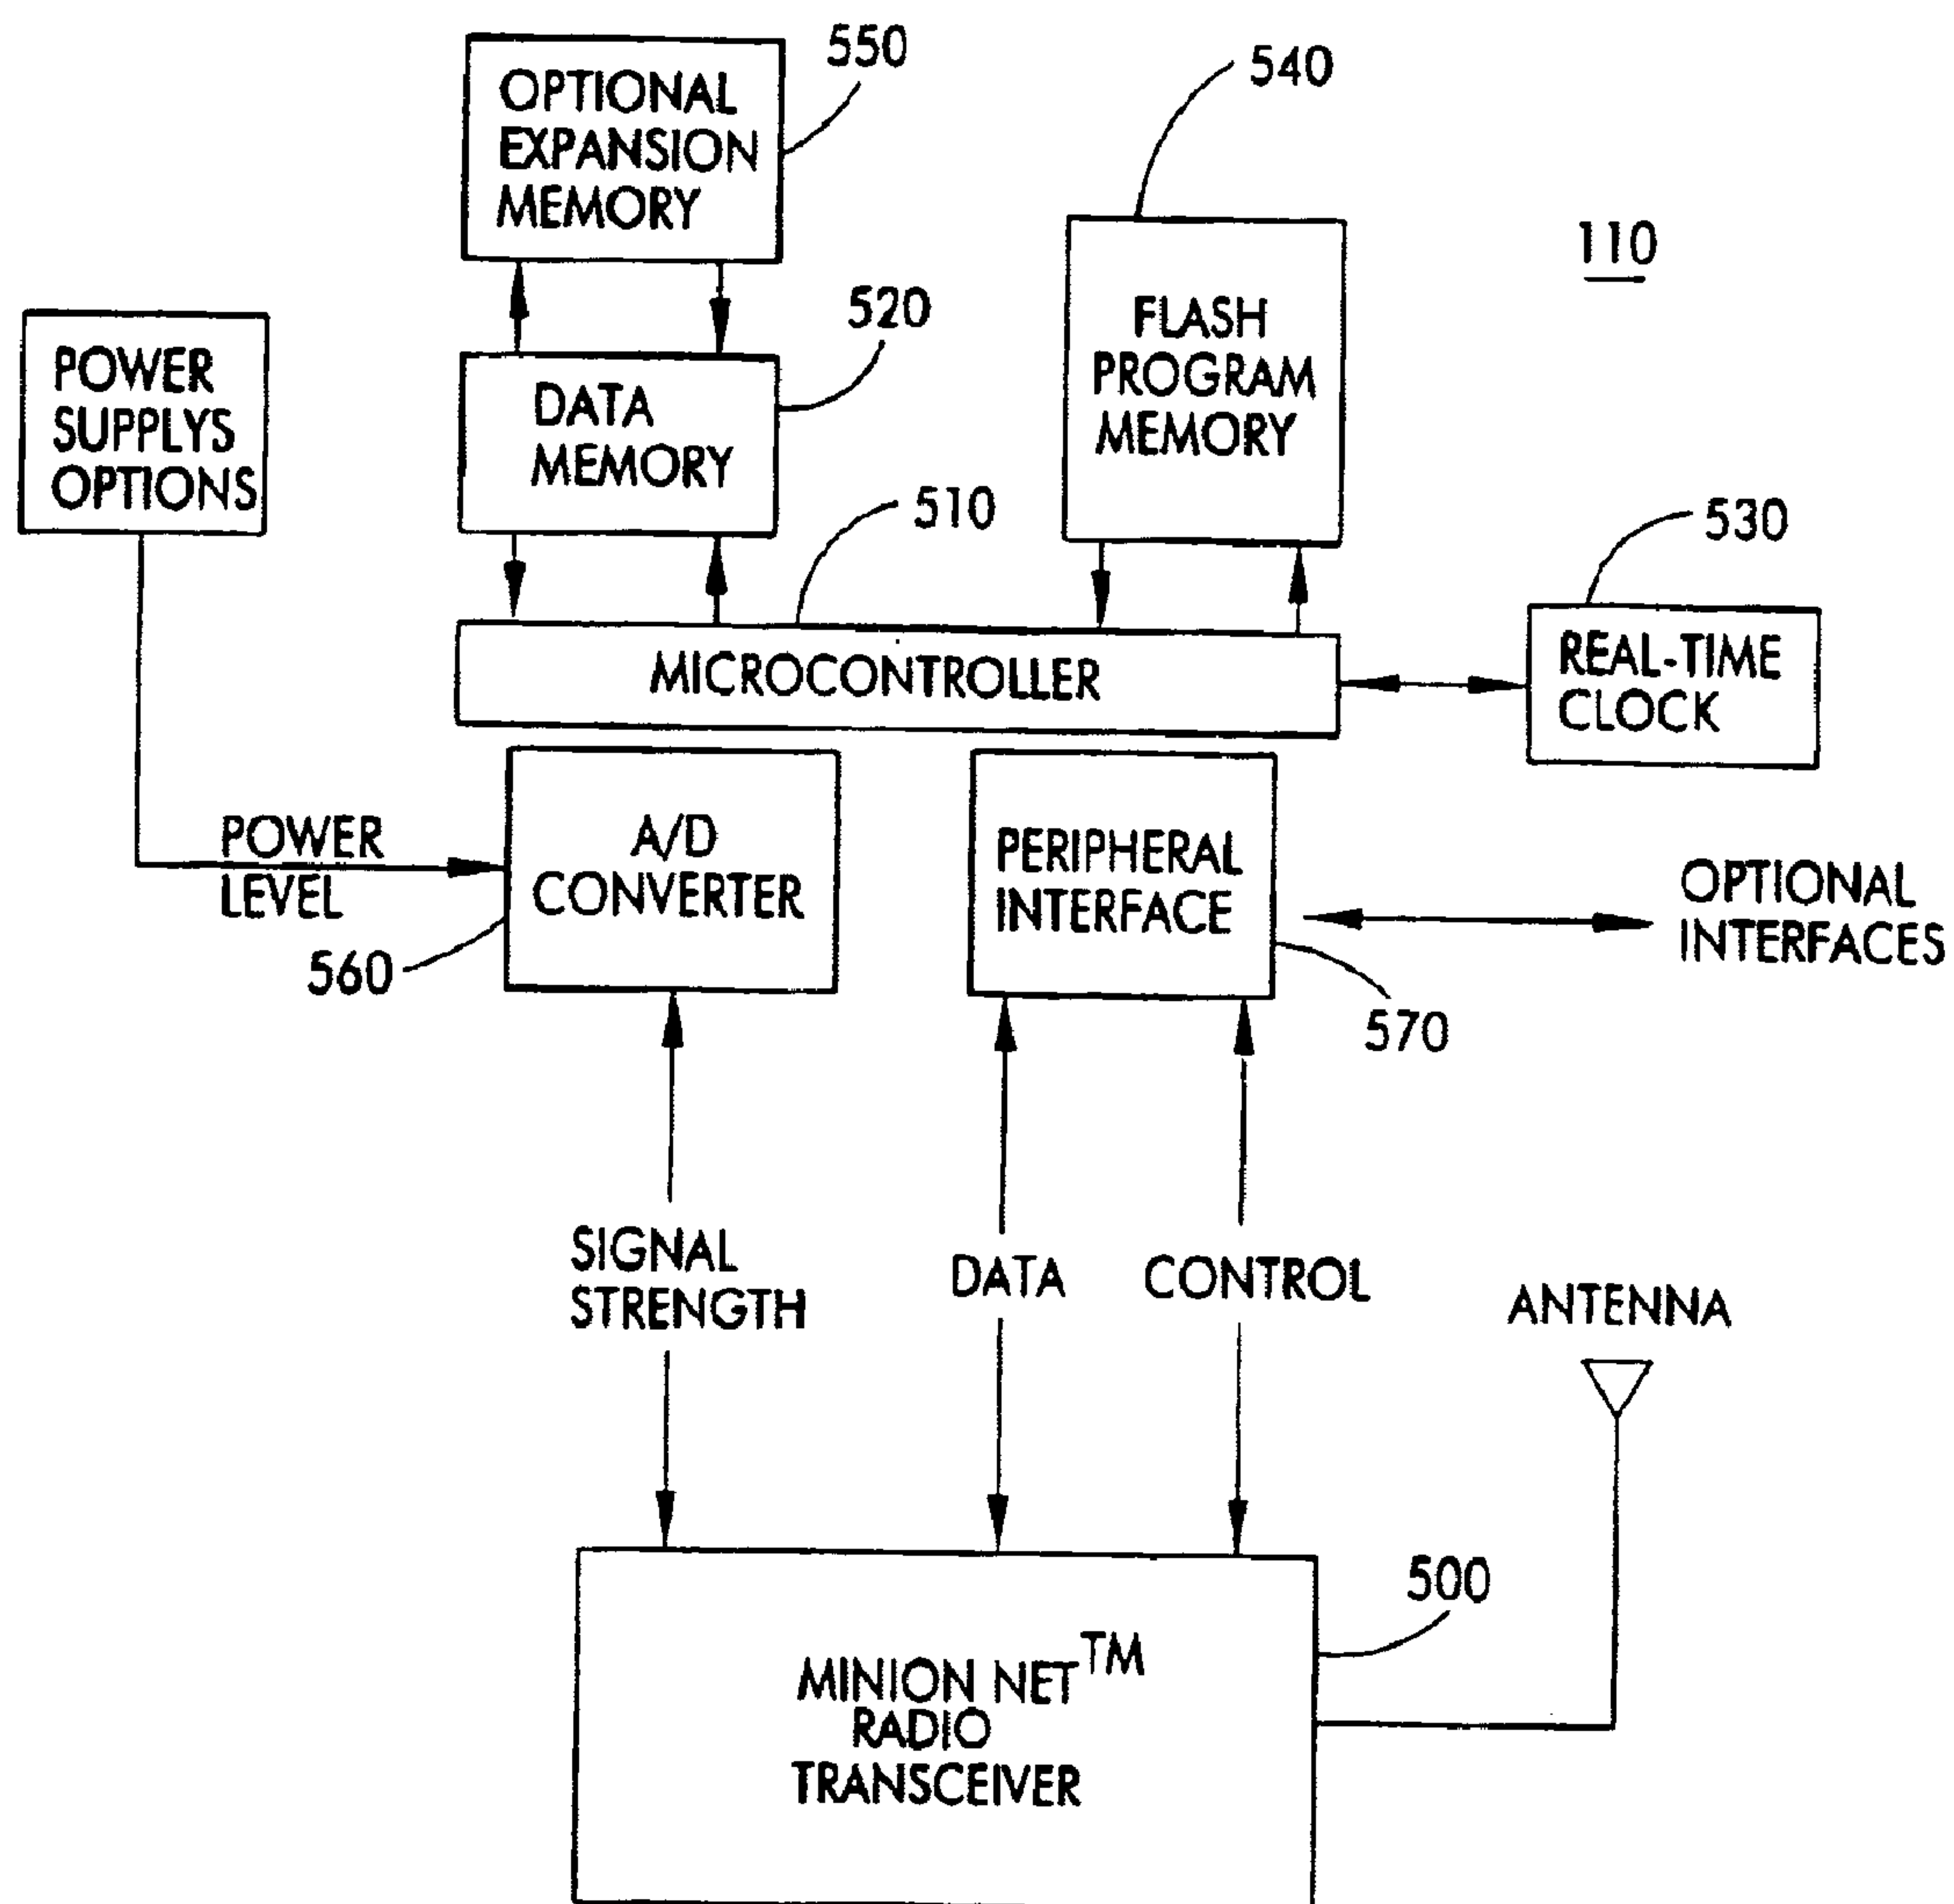 550
OPTIONAL
EXPANSION
MEMORY
540
110
520
FLASH
PROGRAM
MEMORY
POWER
SUPPLYS
OPTIONS
DATA
MEMORY
510
530
MICROCONTROLLER
REAL-TIME
CLOCK
POWER
LEVEL
A/D
CONVERTER
560
PERIPHERAL
INTERFACE
OPTIONAL
INTERFACES
570
SIGNAL
STRENGTH
DATA
CONTROL
ANTENNA
500
MINION NET™
RADIO
TRANSCEIVER